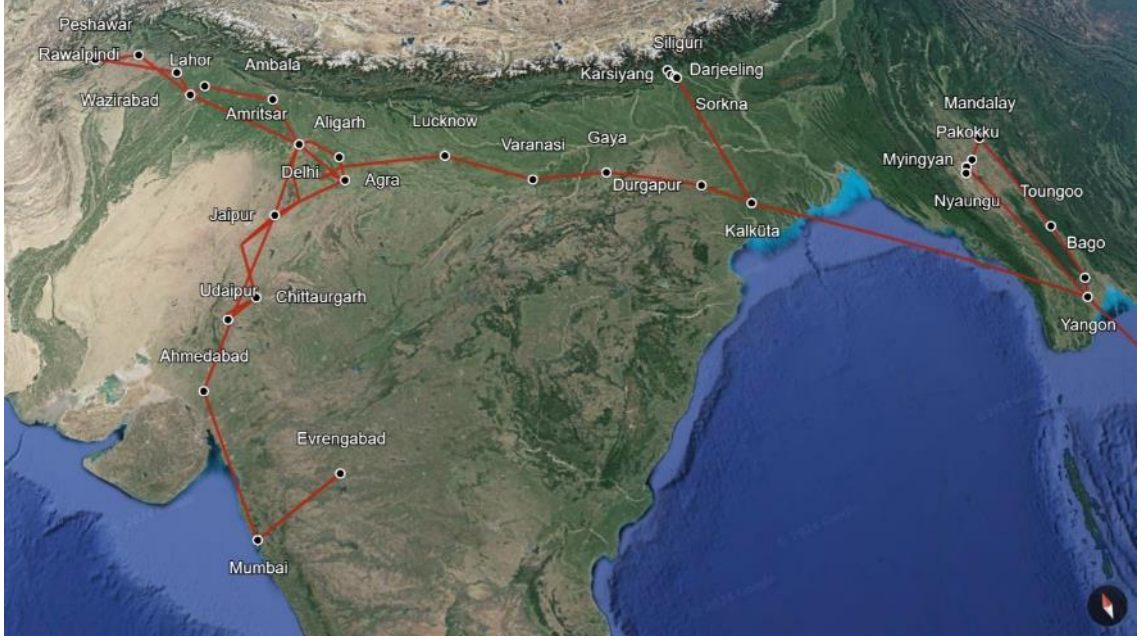 Peshawar
Rawalpindi
Lahor
Ambala
Wazirabad
Amritsar
Aligarh
Delhi
Agra
Lucknow
Varanasi
Gaya
Durgapur
Siliguri
Karsiyang
Darjeeling
Sorkna
Kalküta
Mandalay
Pakokku
Myingyan
Nyaungu
Toungoo
Bago
Yangon
Jaipur
Udaipur
Chittaurgarh
Ahmedabad
Evrengabad
Mumbai